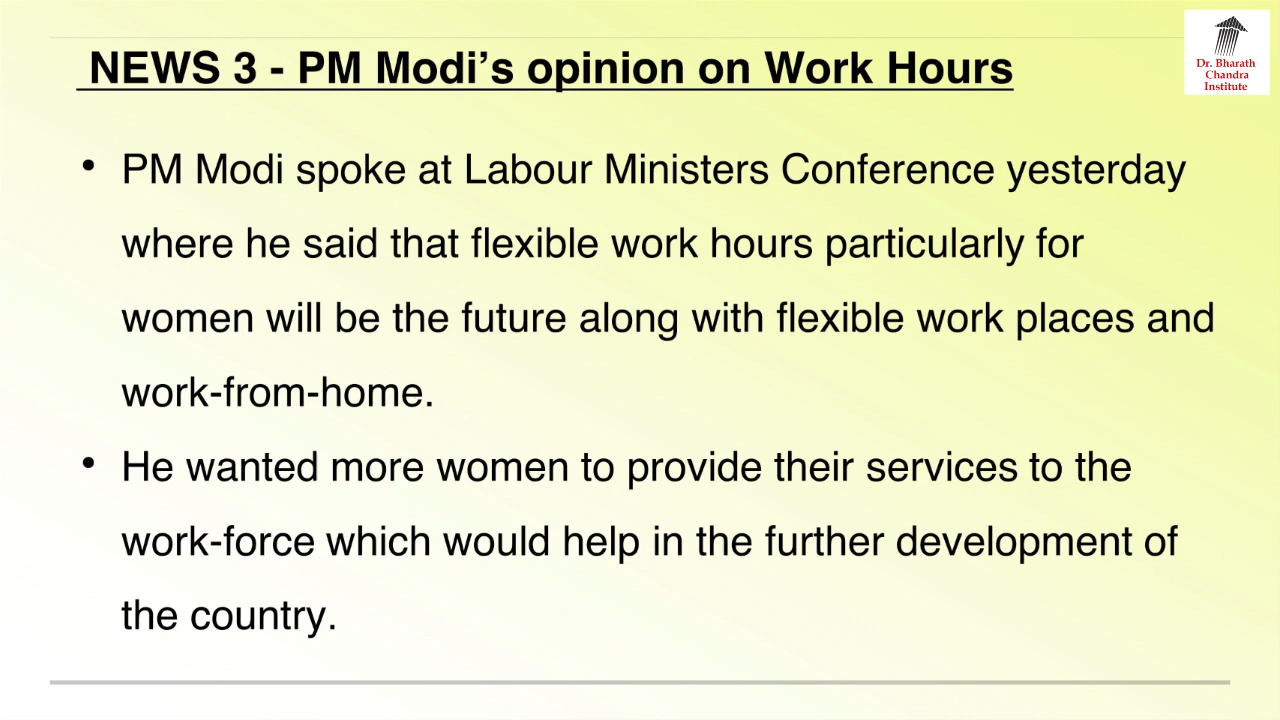 NEWS 3 - PM Modi’s opinion on Work Hours
Dr. Bharath
Chandra
Institute
• PM Modi spoke at Labour Ministers Conference yesterday
where he said that flexible work hours particularly for
women will be the future along with flexible work places and
work-from-home.
• He wanted more women to provide their services to the
work-force which would help in the further development of
the country.